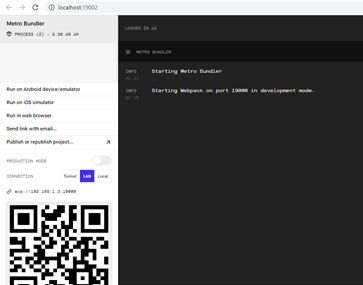 localhost:19002
Metro Bundler
PROCESS (2) - 8:36:49 AM
Run on Android device/emulator
Run on iOS simulator
Run in web browser
Send link with email…
Publish or republish project…
PRODUCTION MODE
CONNECTION
Tunnel
LAN
Local
exp://192.168.1.3:19000
LOGGED IN AS
METRO BUNDLER
INFO Starting Metro Bundler
INFO Starting Webpack on port 19006 in development mode.